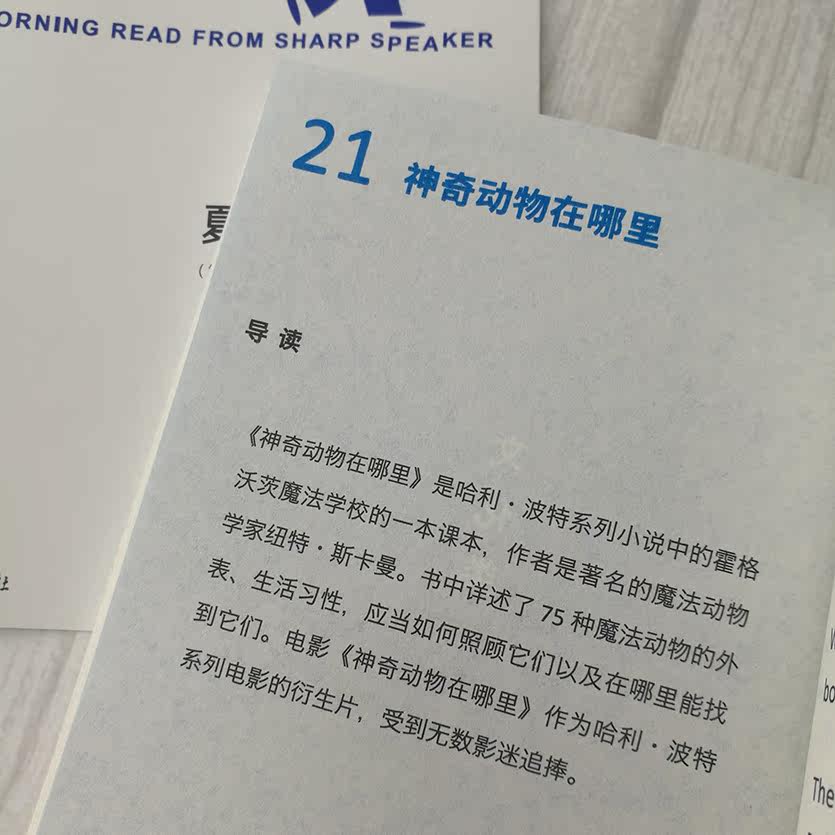 ORNING READ FROM SHARP SPEAKER
21 神奇动物在哪里
导读
《神奇动物在哪里》是哈利·波特系列小说中的霍格
沃茨魔法学校的一本课本，作者是著名的魔法动物
学家纽特·斯卡曼。书中详述了 75 种魔法动物的外
表、生活习性，应当如何照顾它们以及在哪里能找
到它们。电影《神奇动物在哪里》作为哈利·波特
系列电影的衍生片，受到无数影迷追捧。
The